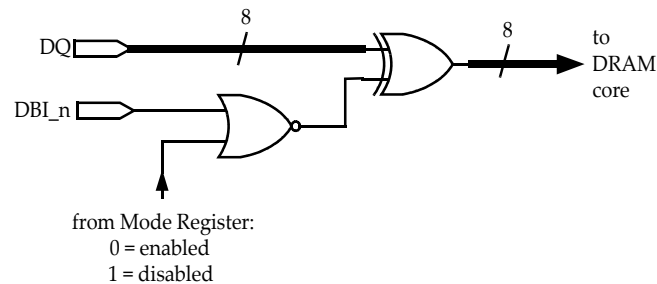 8
8
DQ
to
DRAM
core
DBI_n
from Mode Register:
0 = enabled
1 = disabled